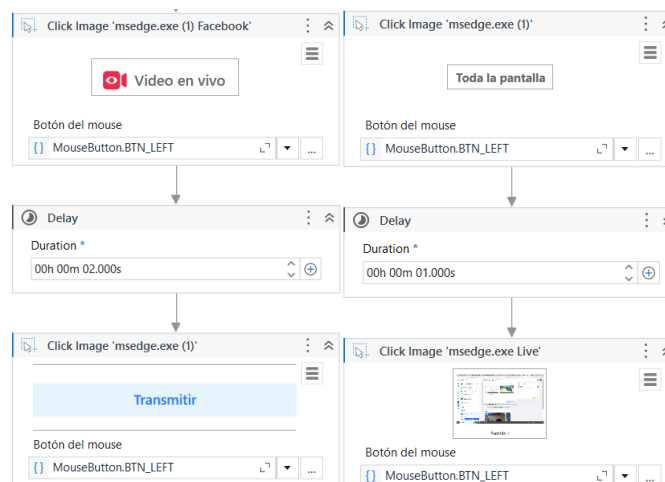 Click Image 'msedge.exe (1) Facebook'
Video en vivo
Botón del mouse
{} MouseButton.BTN_LEFT
...
Delay
Duration *
00h 00m 02.000s
Click Image 'msedge.exe (1)'
Transmitir
Botón del mouse
{} MouseButton.BTN_LEFT
...
Click Image 'msedge.exe (1)'
Toda la pantalla
Botón del mouse
{} MouseButton.BTN_LEFT
...
Delay
Duration *
00h 00m 01.000s
Click Image 'msedge.exe Live'
Botón del mouse
{} MouseButton.BTN_LEFT
...